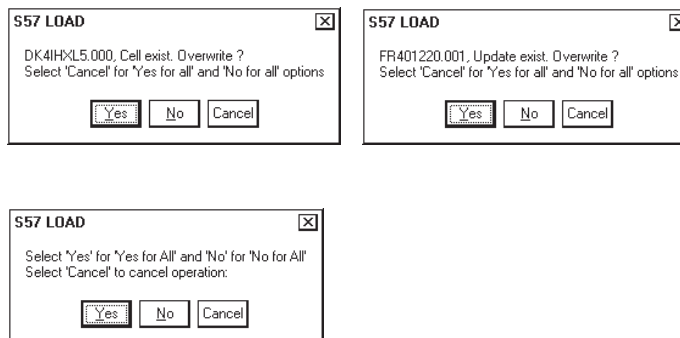 S57 LOAD
DK4IHXL5.000, Cell exist. Overwrite ?
Select 'Cancel' for 'Yes for all' and 'No for all' options
Yes No Cancel
S57 LOAD
FR401220.001, Update exist. Overwrite ?
Select 'Cancel' for 'Yes for all' and 'No for all' options
Yes No Cancel
S57 LOAD
Select 'Yes' for 'Yes for All' and 'No' for 'No for All'
Select 'Cancel' to cancel operation:
Yes No Cancel